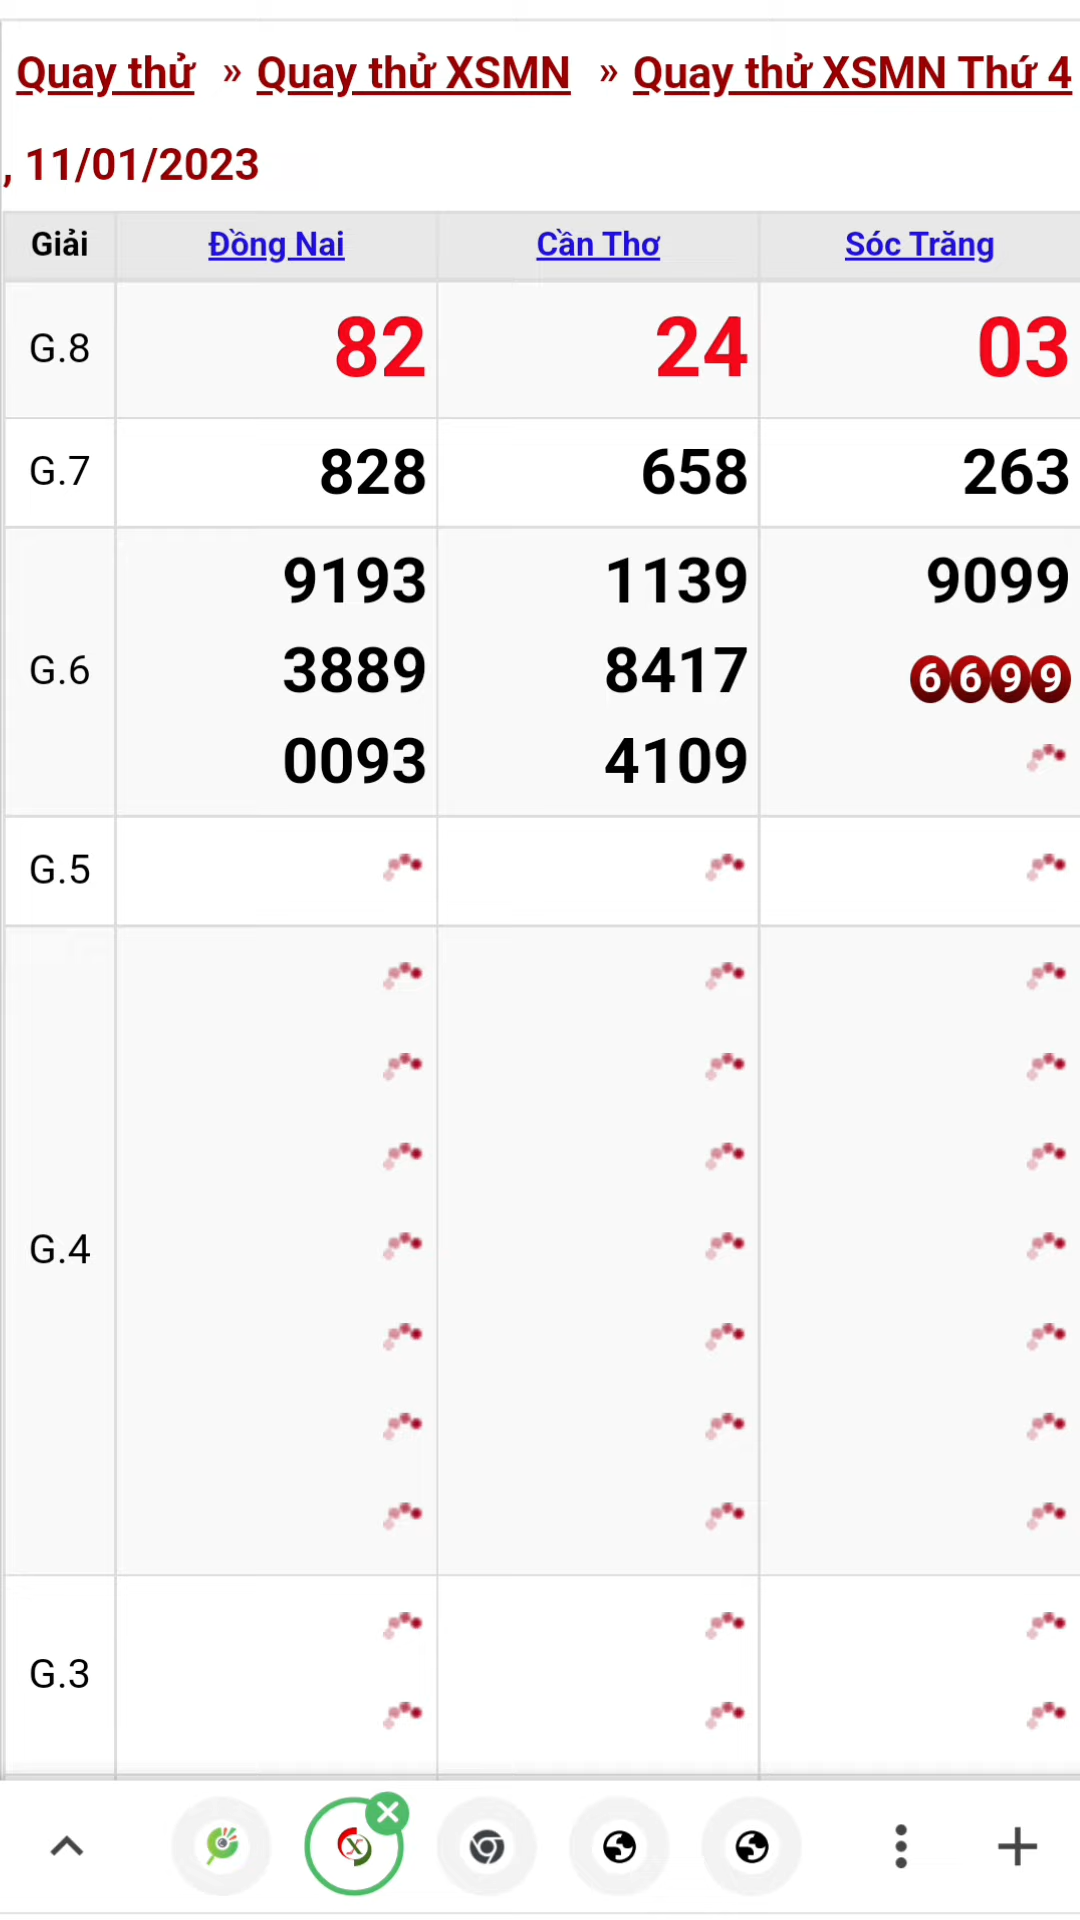 Quay thử » Quay thử XSMN » Quay thử XSMN Thứ 4
, 11/01/2023
Giải Đồng Nai Cần Thơ Sóc Trăng
G.8 82 24 03
G.7 828 658 263
9193 1139 9099
G.6 3889 8417 6699
0093 4109
G.5
G.4
G.3